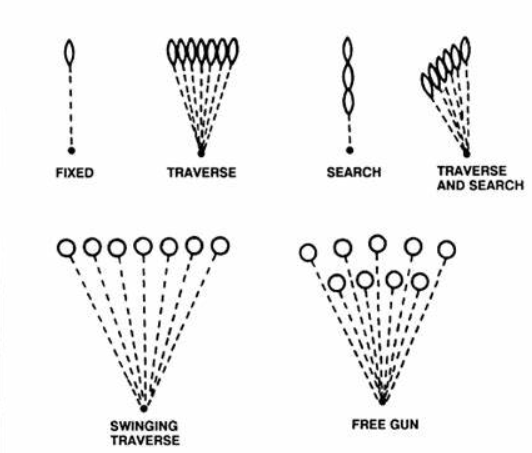 FIXED
TRAVERSE
SEARCH
TRAVERSE
AND SEARCH
SWINGING
TRAVERSE
FREE GUN